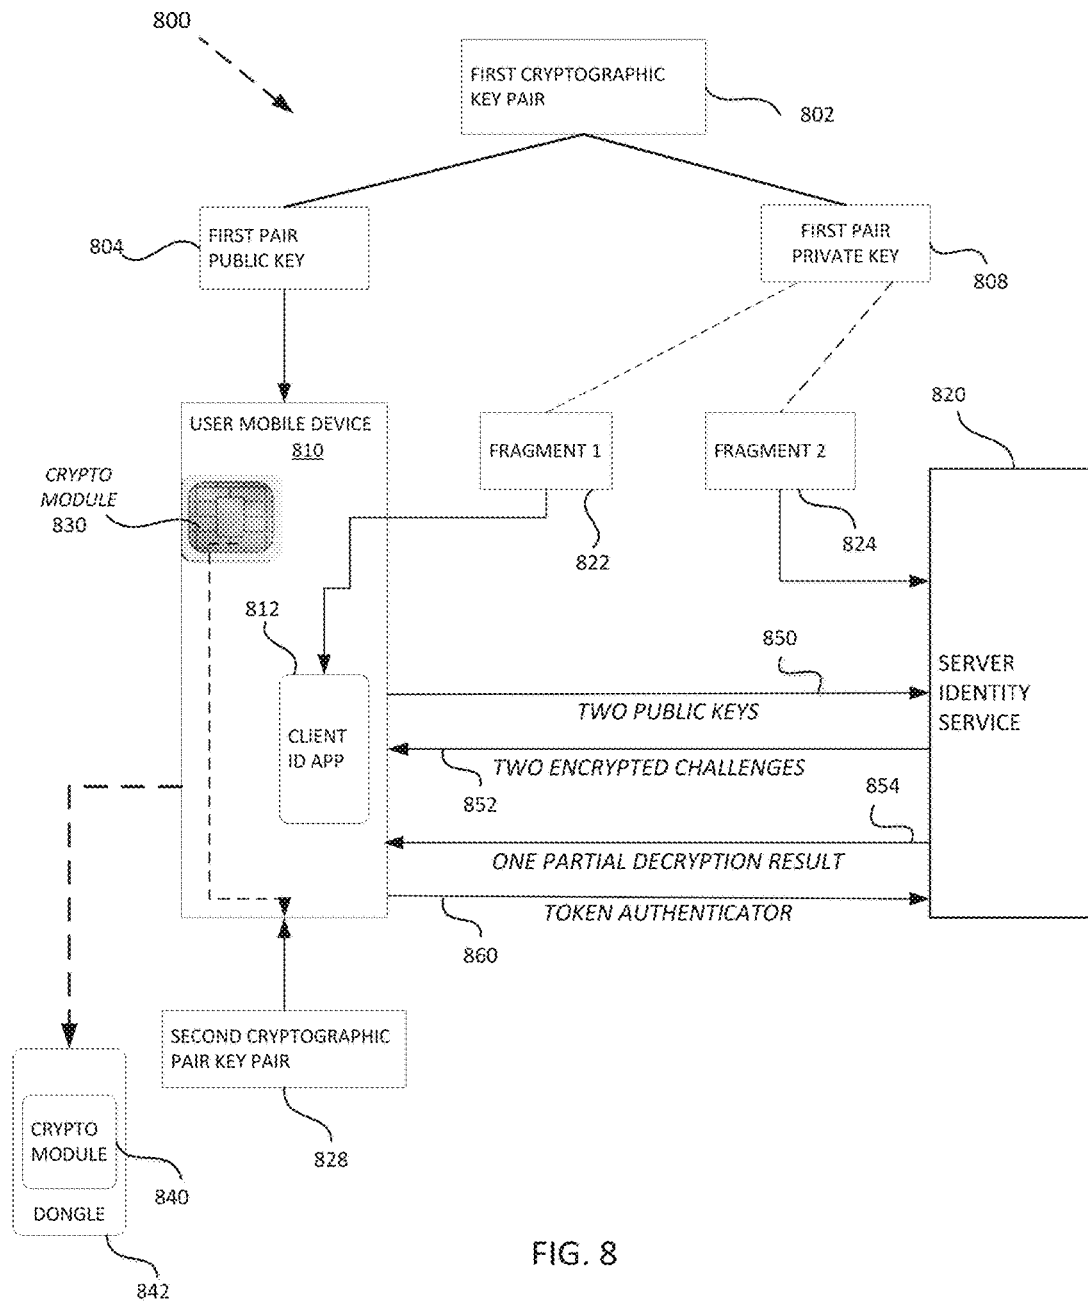 800
FIRST CRYPTOGRAPHIC
KEY PAIR
802
804
FIRST PAIR
PUBLIC KEY
FIRST PAIR
PRIVATE KEY
808
USER MOBILE DEVICE
810
FRAGMENT 1
FRAGMENT 2
820
CRYPTO
MODULE
830
822
824
812
850
SERVER
IDENTITY
SERVICE
TWO PUBLIC KEYS
CLIENT
ID APP
TWO ENCRYPTED CHALLENGES
852
854
ONE PARTIAL DECRYPTION RESULT
TOKEN AUTHENTICATOR
860
SECOND CRYPTOGRAPHIC
PAIR KEY PAIR
828
CRYPTO
MODULE
840
DONGLE
842
FIG. 8